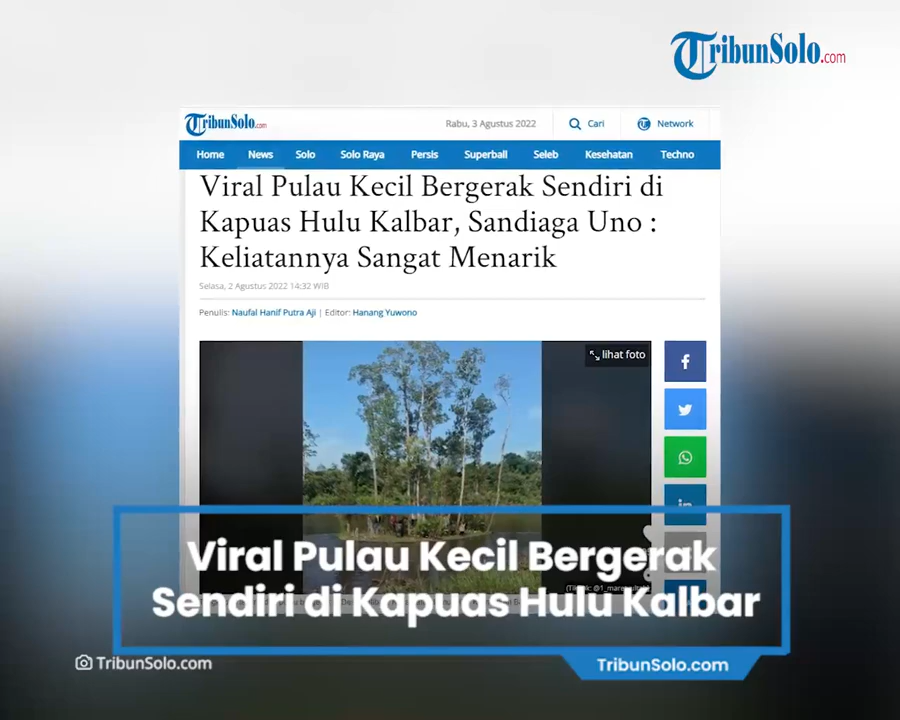 TribunSolo.com
TribunSolo.com
Rabu, 3 Agustus 2022
Cari
Network
Home News Solo Solo Raya Persis Superball Seleb Kesehatan Techno
Viral Pulau Kecil Bergerak Sendiri di
Kapuas Hulu Kalbar, Sandiaga Uno :
Keliatannya Sangat Menarik
Selasa, 2 Agustus 2022 14:32 WIB
Penulis: Naufal Hanif Putra Aji | Editor: Hanang Yuwono
lihat foto
f
in
Viral Pulau Kecil Bergerak
Sendiri di Kapuas Hulu Kalbar
TribunSolo.com
TribunSolo.com